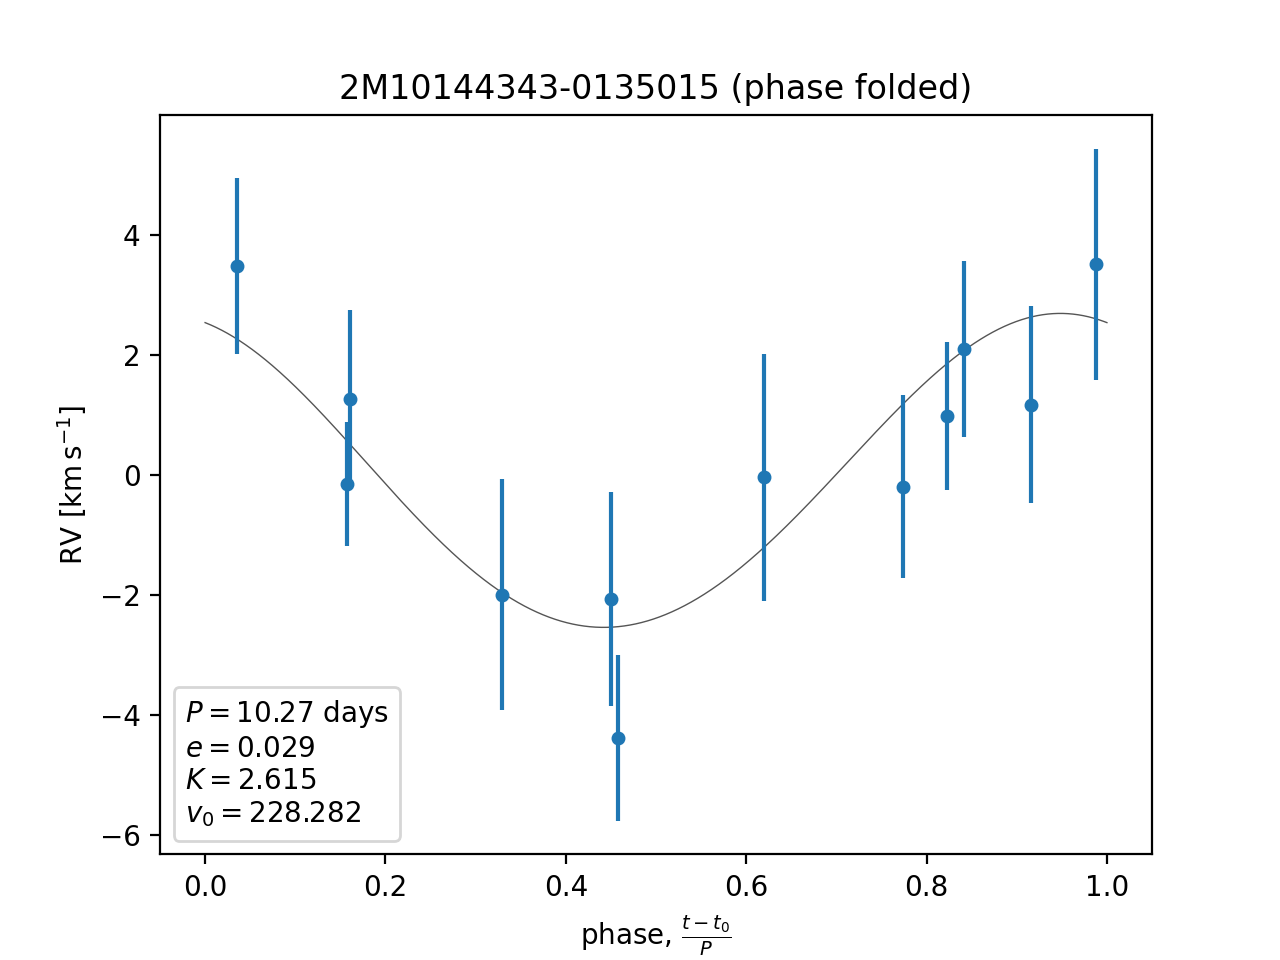 2M10144343-0135015 (phase folded)
RV [km s⁻¹]
4
2
0
−2
−4
−6
P = 10.27 days
e = 0.029
K = 2.615
v₀ = 228.282
0.0 0.2 0.4 0.6 0.8 1.0
phase, (t − t₀)/P